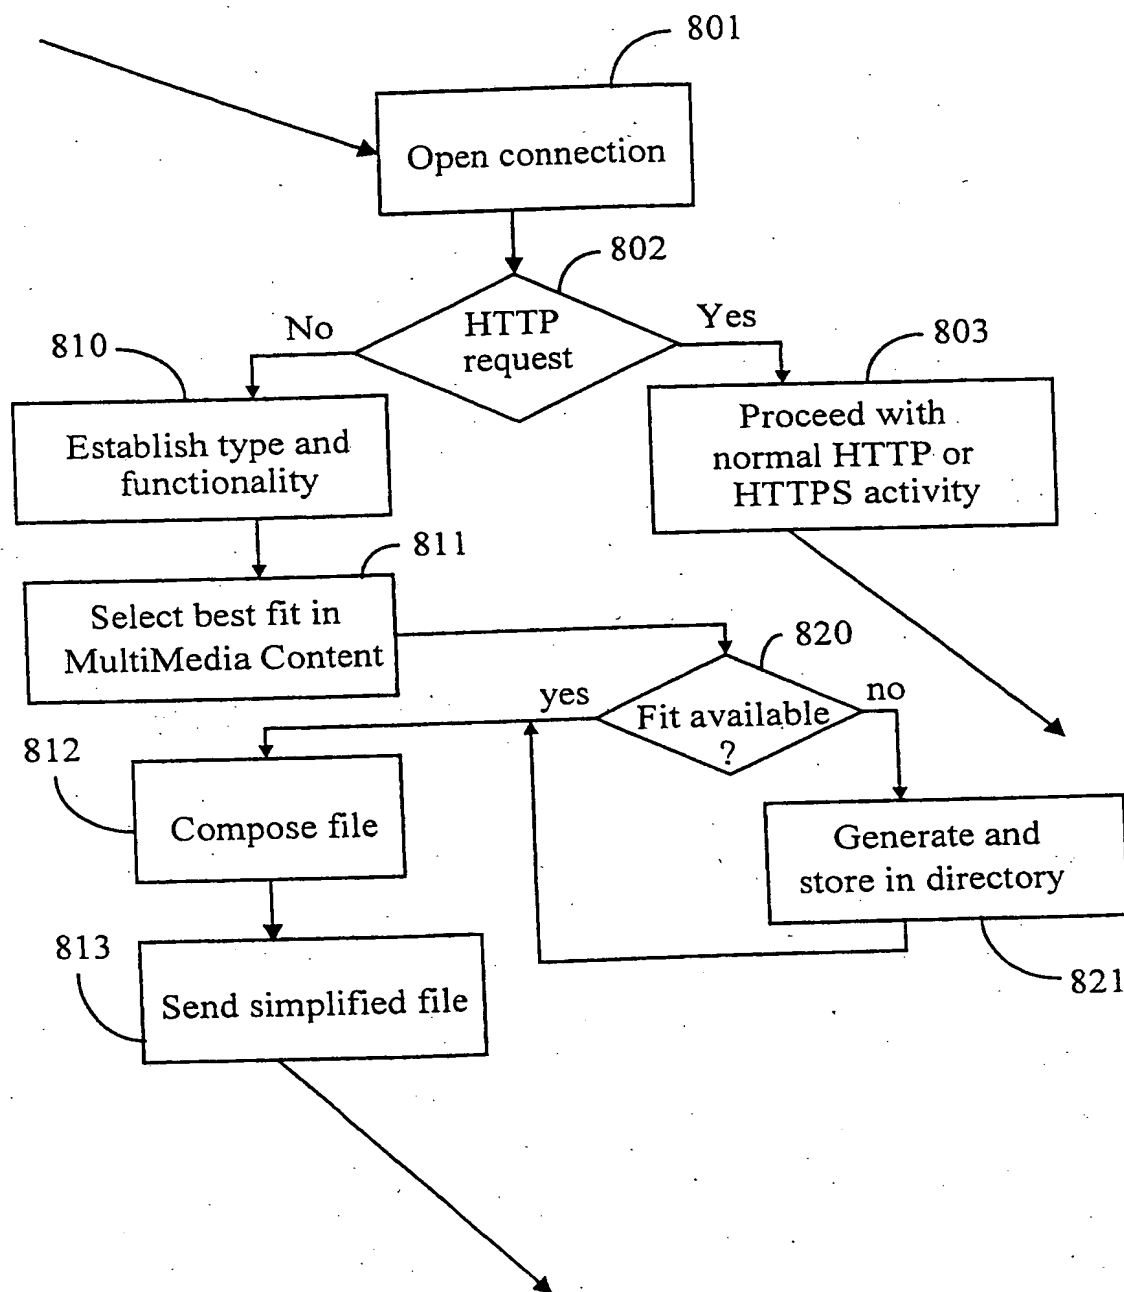 801
Open connection
802
HTTP
request
No
Yes
810
803
Establish type and
functionality
Proceed with
normal HTTP or
HTTPS activity
811
Select best fit in
MultiMedia Content
820
yes
no
Fit available
?
812
Compose file
Generate and
store in directory
813
821
Send simplified file